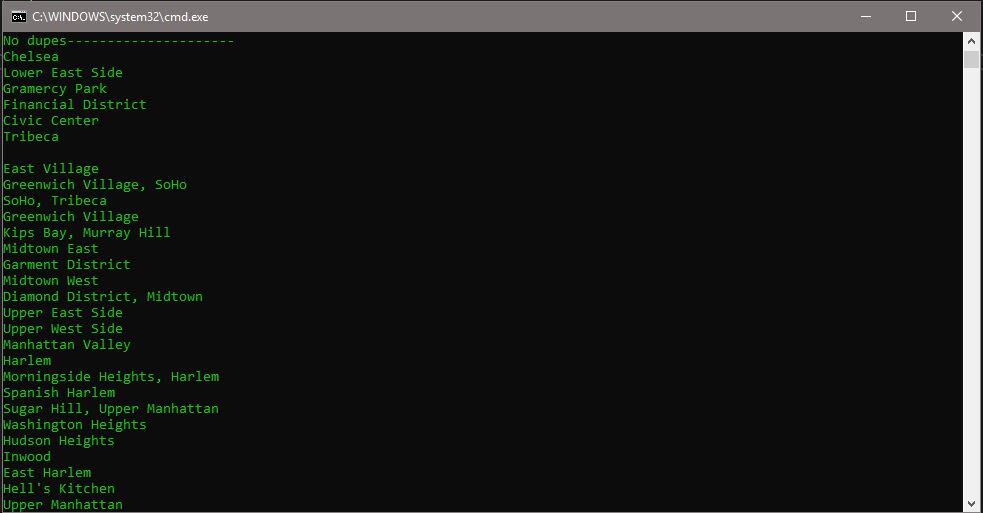 C:\WINDOWS\system32\cmd.exe
No dupes---------------------
Chelsea
Lower East Side
Gramercy Park
Financial District
Civic Center
Tribeca

East Village
Greenwich Village, SoHo
SoHo, Tribeca
Greenwich Village
Kips Bay, Murray Hill
Midtown East
Garment District
Midtown West
Diamond District, Midtown
Upper East Side
Upper West Side
Manhattan Valley
Harlem
Morningside Heights, Harlem
Spanish Harlem
Sugar Hill, Upper Manhattan
Washington Heights
Hudson Heights
Inwood
East Harlem
Hell's Kitchen
Upper Manhattan